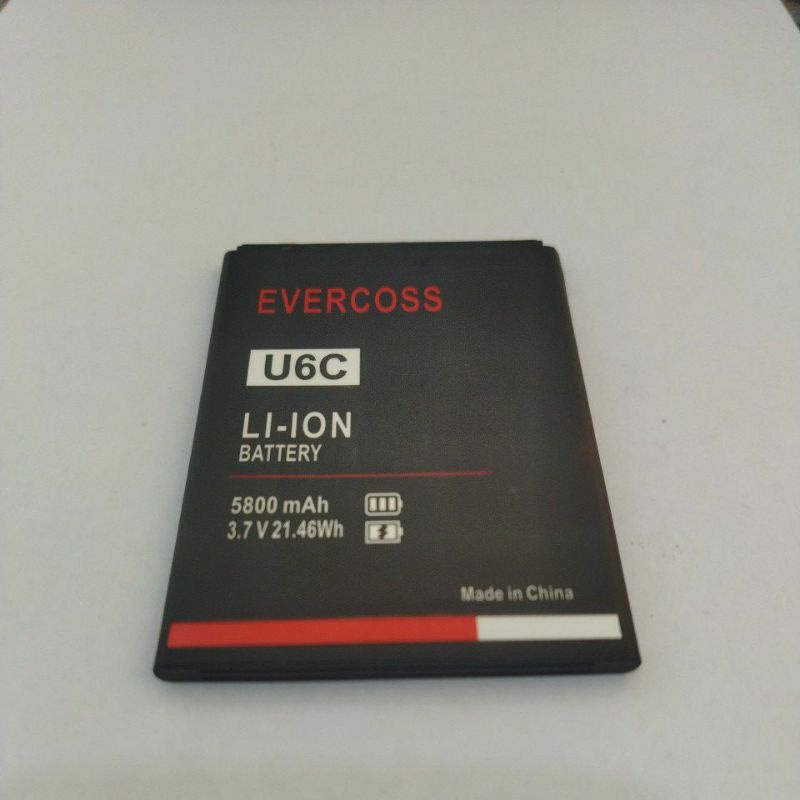 EVERCOSS
U6C
LI-ION
BATTERY
5800 mAh
3.7 V 21.46Wh
Made in China